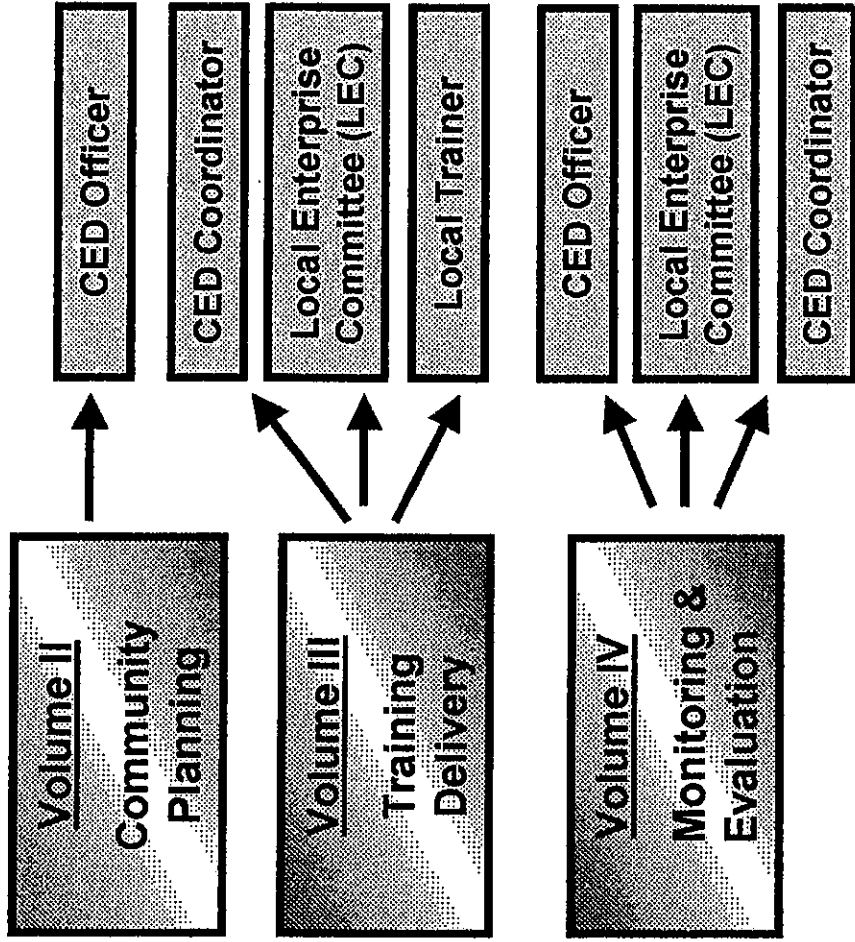 Volume II
Community
Planning
CED Officer
Volume III
Training
Delivery
CED Coordinator
Local Enterprise
Committee (LEC)
Local Trainer
Volume IV
Monitoring &
Evaluation
CED Officer
Local Enterprise
Committee (LEC)
CED Coordinator